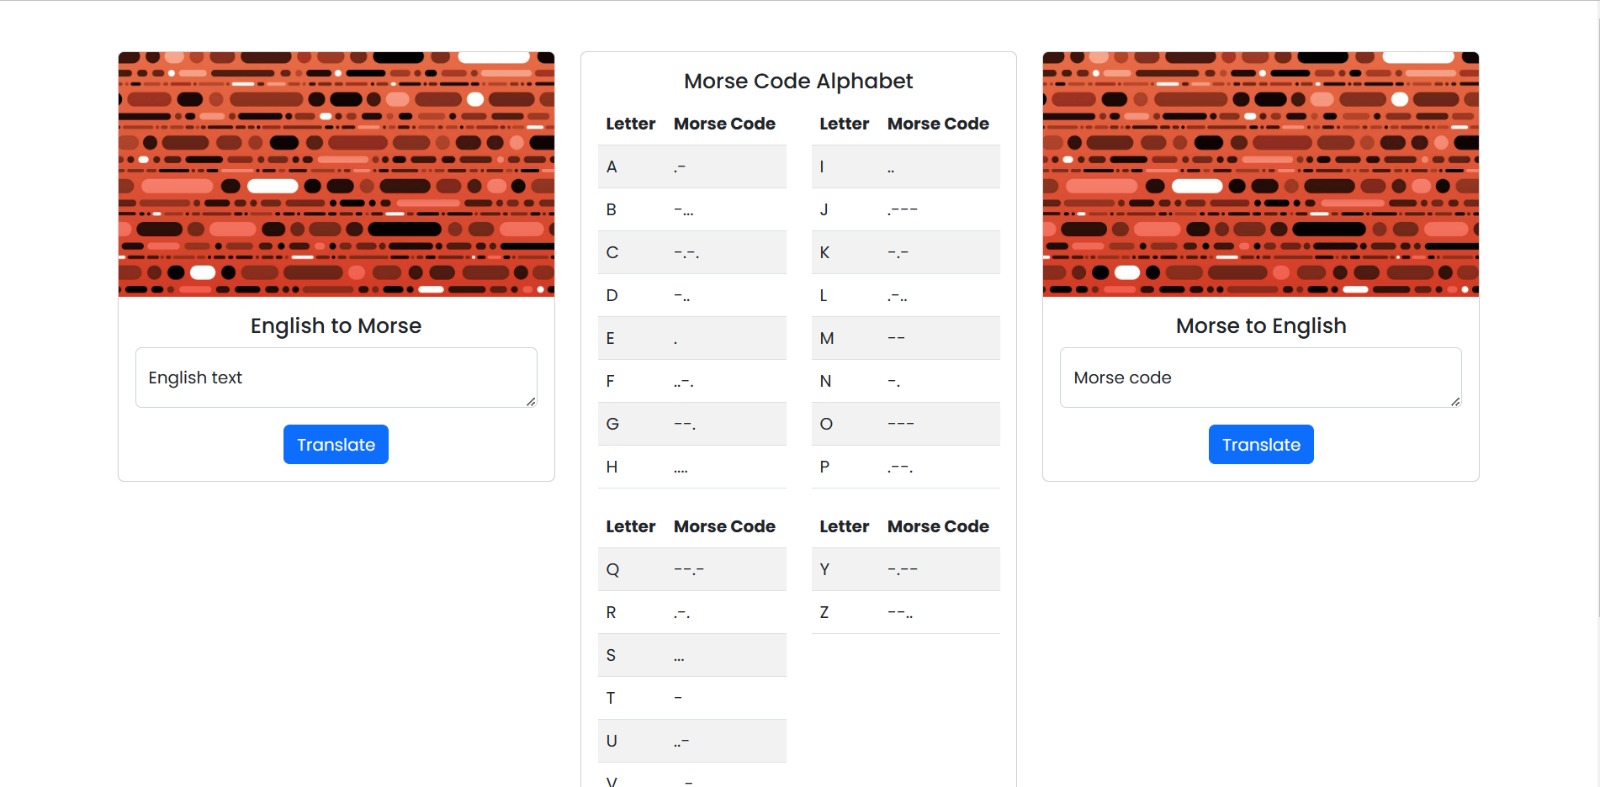 Morse Code Alphabet
Letter Morse Code
A .-
B -...
C -.-.
D -..
E .
F ..-.
G --.
H ....
Letter Morse Code
I ..
J .---
K -.-
L .-..
M --
N -.
O ---
P .--.
Letter Morse Code
Q --.-
R .-.
S ...
T -
U ..-
V
Letter Morse Code
Y -.--
Z --..
English to Morse
English text
Translate
Morse to English
Morse code
Translate